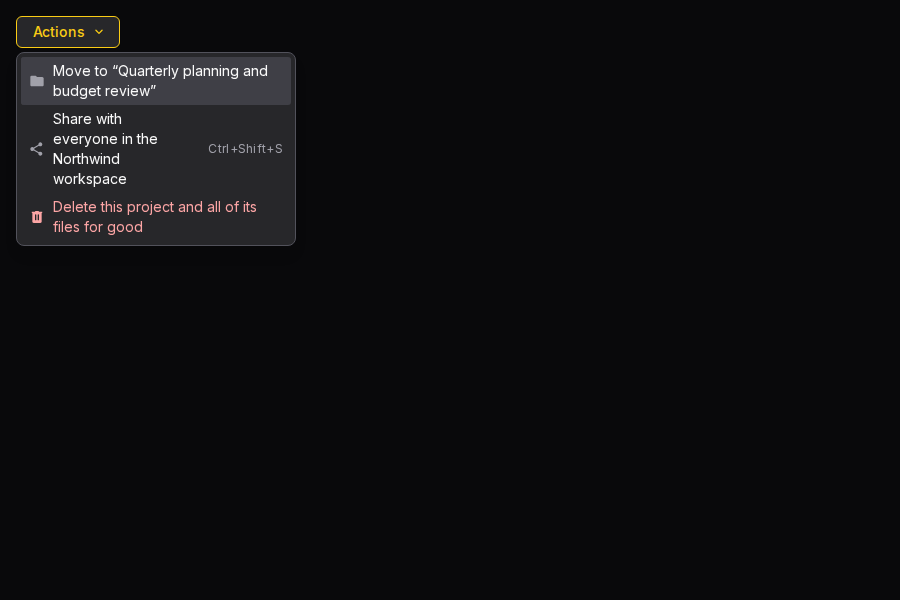 Actions
Move to “Quarterly planning and
budget review”
Share with
everyone in the
Northwind
workspace
Ctrl+Shift+S
Delete this project and all of its
files for good